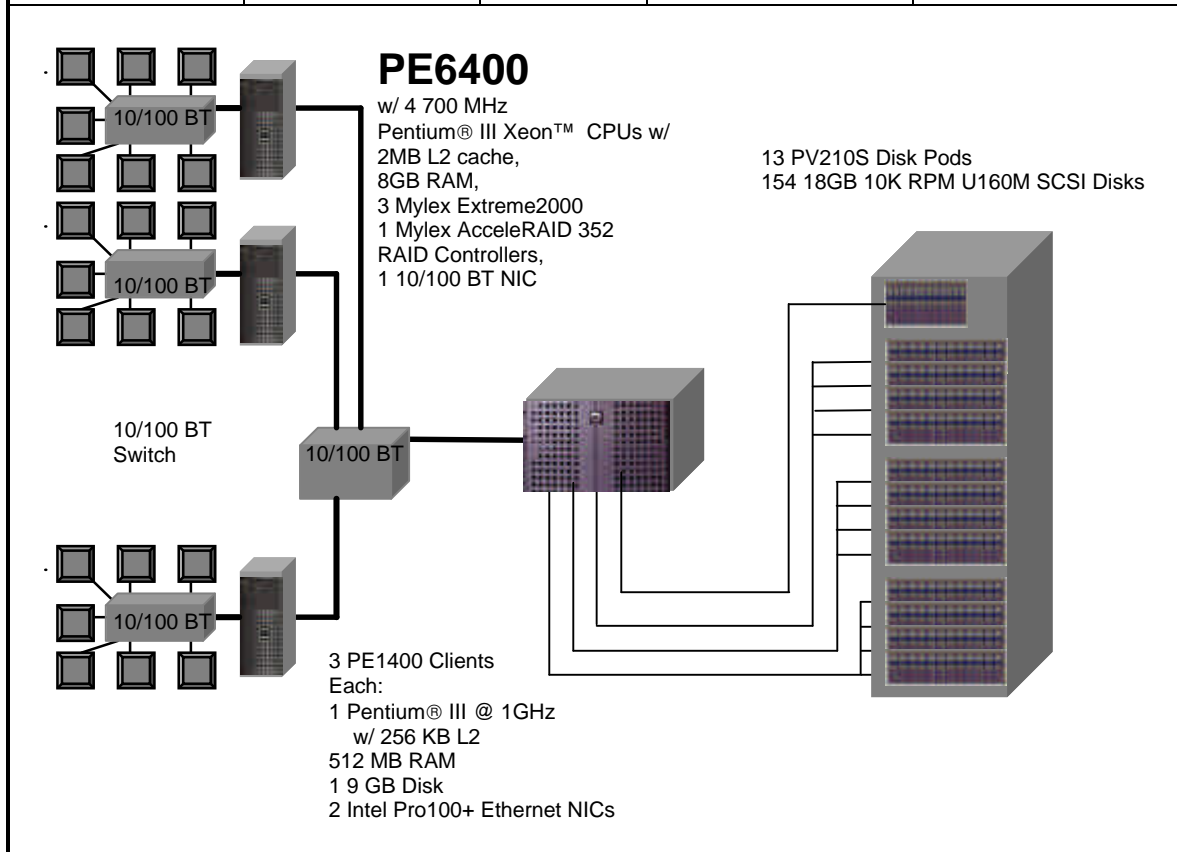 PE6400
w/ 4 700 MHz
Pentium® III Xeon™ CPUs w/
2MB L2 cache,
8GB RAM,
3 Mylex Extreme2000
1 Mylex AcceleRAID 352
RAID Controllers,
1 10/100 BT NIC
13 PV210S Disk Pods
154 18GB 10K RPM U160M SCSI Disks
10/100 BT
10/100 BT
10/100 BT
Switch
10/100 BT
10/100 BT
3 PE1400 Clients
Each:
1 Pentium® III @ 1GHz
w/ 256 KB L2
512 MB RAM
1 9 GB Disk
2 Intel Pro100+ Ethernet NICs